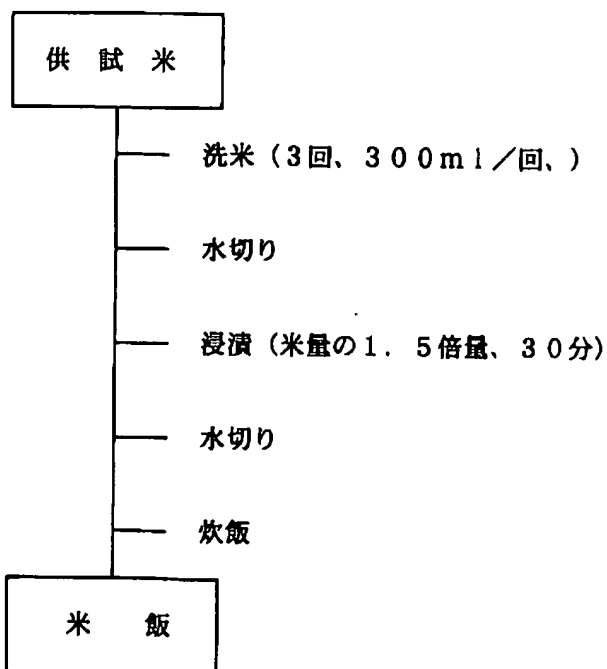 供 試 米
洗米（3回、300ml／回、）
水切り
浸漬（米量の1．5倍量、30分）
水切り
炊飯
米 飯